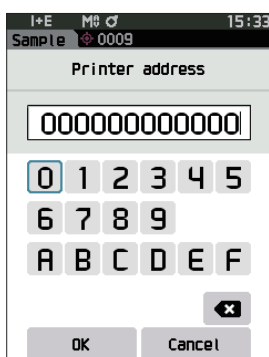 I+E M 15:33
Sample 0009
Printer address
000000000000
0 1 2 3 4 5
6 7 8 9
A B C D E F
OK Cancel